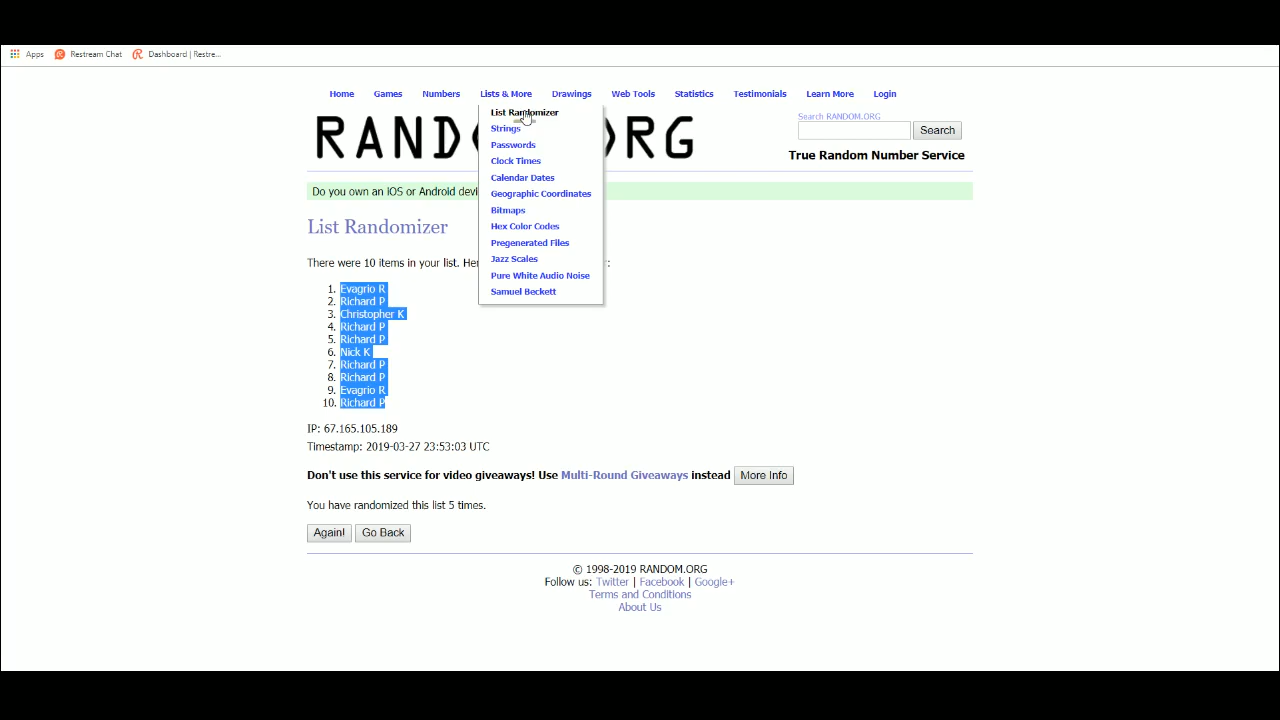 Apps Restream Chat Dashboard | Restre...
Home Games Numbers Lists & More Drawings Web Tools Statistics Testimonials Learn More Login
List Randomizer
Strings
Passwords
Clock Times
Calendar Dates
Geographic Coordinates
Bitmaps
Hex Color Codes
Pregenerated Files
Jazz Scales
Pure White Audio Noise
Samuel Beckett
RAND RG
Search RANDOM.ORG
Search
True Random Number Service
Do you own an iOS or Android devi
List Randomizer
There were 10 items in your list. Her :
1. Evagrio R
2. Richard P
3. Christopher K
4. Richard P
5. Richard P
6. Nick K
7. Richard P
8. Richard P
9. Evagrio R
10. Richard P
IP: 67.165.105.189
Timestamp: 2019-03-27 23:53:03 UTC
Don't use this service for video giveaways! Use Multi-Round Giveaways instead More Info
You have randomized this list 5 times.
Again! Go Back
© 1998-2019 RANDOM.ORG
Follow us: Twitter | Facebook | Google+
Terms and Conditions
About Us